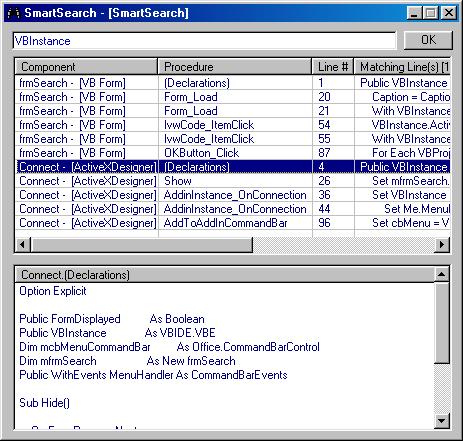 SmartSearch - [SmartSearch]
VBInstance OK
Component Procedure Line # Matching Line(s) [1
frmSearch - [VB Form] (Declarations) 1 Public VBInstance
frmSearch - [VB Form] Form_Load 20 Caption = Captio
frmSearch - [VB Form] Form_Load 21 With VBInstance
frmSearch - [VB Form] lvwCode_ItemClick 54 VBInstance.Activ
frmSearch - [VB Form] lvwCode_ItemClick 55 With VBInstance
frmSearch - [VB Form] OKButton_Click 87 For Each VBProj
Connect - [ActiveXDesigner] (Declarations) 4 Public VBInstance
Connect - [ActiveXDesigner] Show 26 Set mfrmSearch.
Connect - [ActiveXDesigner] AddinInstance_OnConnection 36 Set VBInstance
Connect - [ActiveXDesigner] AddinInstance_OnConnection 44 Set Me.Menul
Connect - [ActiveXDesigner] AddToAddInCommandBar 96 Set cbMenu = V
Connect.(Declarations)
Option Explicit
Public FormDisplayed As Boolean
Public VBInstance As VBIDE.VBE
Dim mcbMenuCommandBar As Office.CommandBarControl
Dim mfrmSearch As New frmSearch
Public WithEvents MenuHandler As CommandBarEvents
Sub Hide()